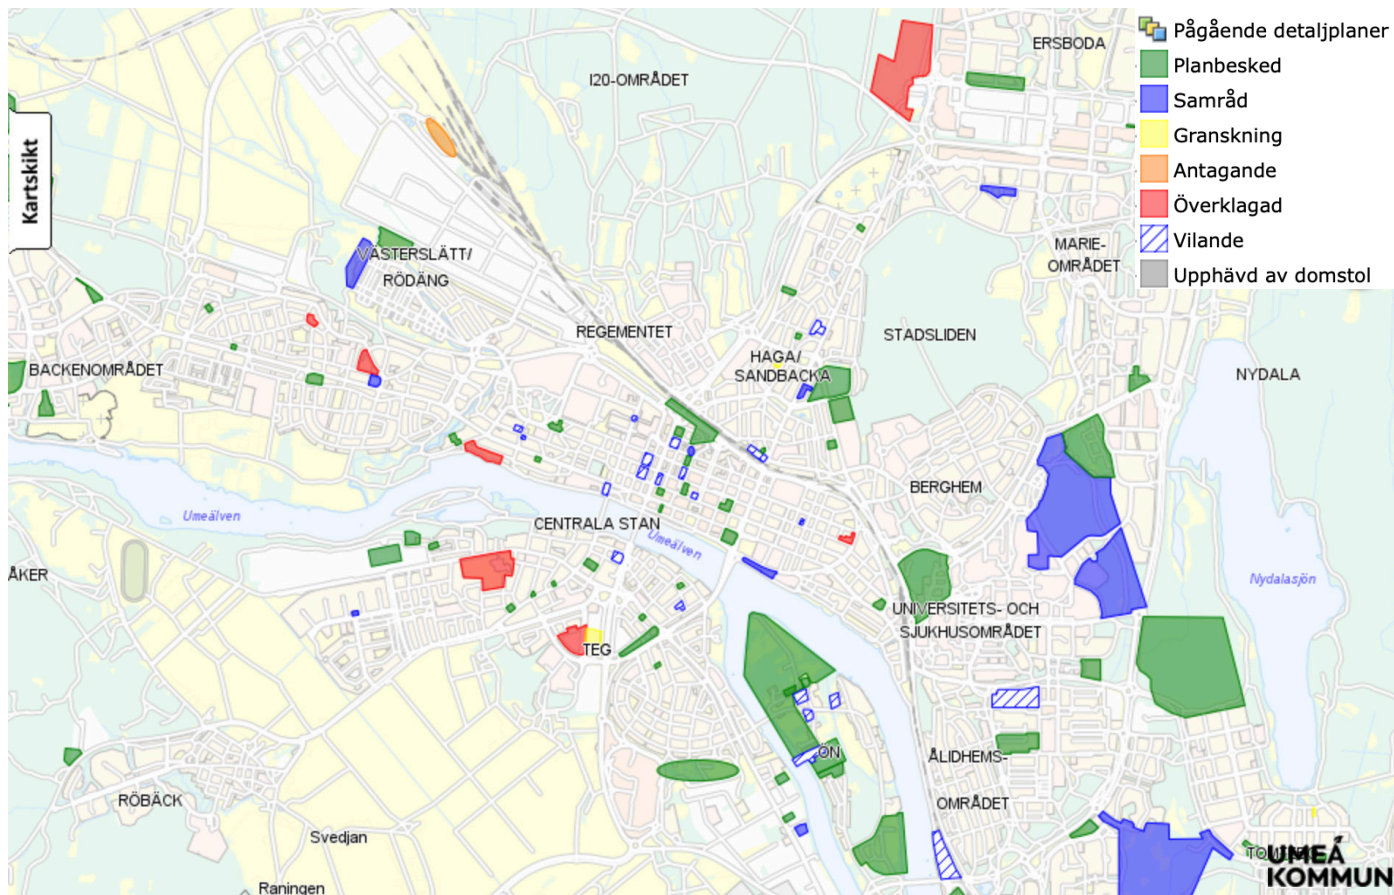 Pågående detaljplaner
Planbesked
Samråd
Granskning
Antagande
Överklagad
Vilande
Upphävd av domstol
Kartskikt
ERSBODA
I20-OMRÅDET
MARIE-
OMRÅDET
VÄSTERSLÄTT/
RÖDÄNG
REGEMENTET
STADSLIDEN
HAGA/
SANDBACKA
BACKENOMRÅDET
NYDALA
BERGHEM
Umeälven
CENTRALA STAN
Umeälven
ÅKER
Nydalasjön
UNIVERSITETS- OCH
SJUKHUSOMRÅDET
TEG
ÖN
ÅLIDHEMS-
OMRÅDET
RÖBÄCK
Svedjan
Raningen
UMEÅ
KOMMUN